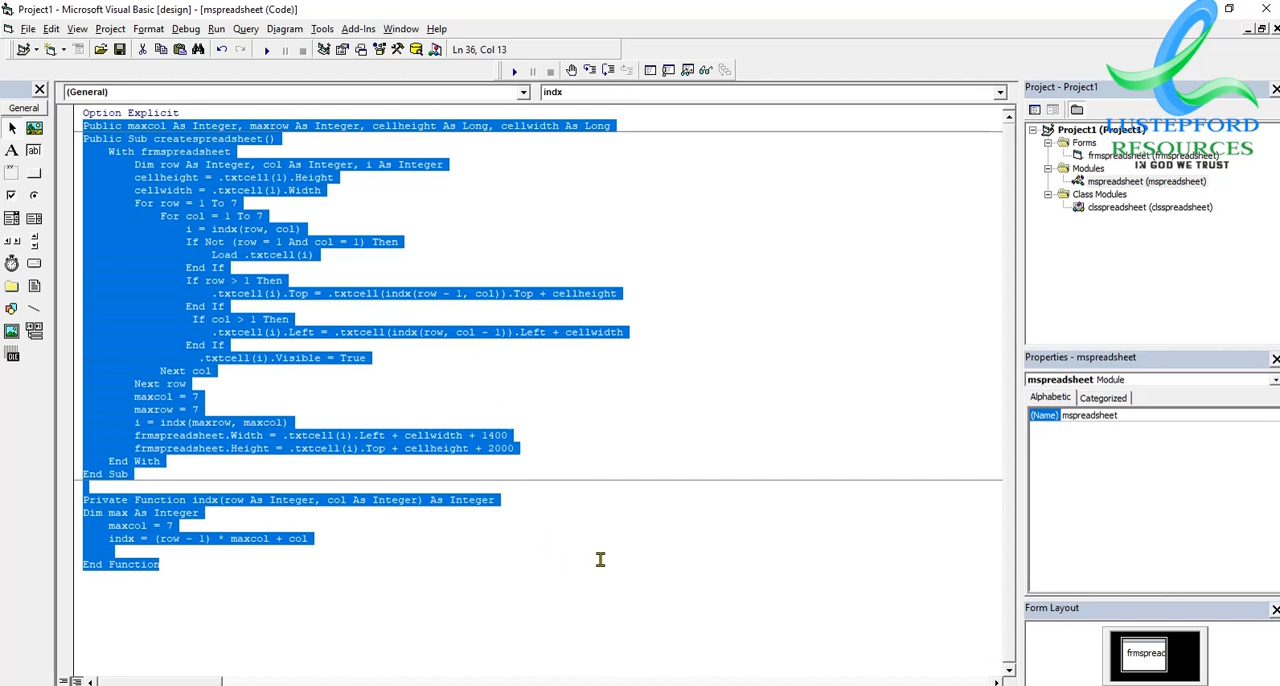 Project1 - Microsoft Visual Basic [design] - [mspreadsheet (Code)]
File Edit View Project Format Debug Run Query Diagram Tools Add-Ins Window Help
Ln 36, Col 13
General
(General)
indx
Option Explicit
Public maxcol As Integer, maxrow As Integer, cellheight As Long, cellwidth As Long
Public Sub createspreadsheet()
With frmspreadsheet
Dim row As Integer, col As Integer, i As Integer
cellheight = .txtcell(1).Height
cellwidth = .txtcell(1).Width
For row = 1 To 7
For col = 1 To 7
i = indx(row, col)
If Not (row = 1 And col = 1) Then
Load .txtcell(i)
End If
If row > 1 Then
.txtcell(i).Top = .txtcell(indx(row - 1, col)).Top + cellheight
End If
If col > 1 Then
.txtcell(i).Left = .txtcell(indx(row, col - 1)).Left + cellwidth
End If
.txtcell(i).Visible = True
Next col
Next row
maxcol = 7
maxrow = 7
i = indx(maxrow, maxcol)
frmspreadsheet.Width = .txtcell(i).Left + cellwidth + 1400
frmspreadsheet.Height = .txtcell(i).Top + cellheight + 2000
End With
End Sub
Private Function indx(row As Integer, col As Integer) As Integer
Dim max As Integer
maxcol = 7
indx = (row - 1) * maxcol + col
End Function
Project - Project1
Project1 (Project1)
Forms
frmspreadsheet (frmspreadsheet)
Modules
mspreadsheet (mspreadsheet)
Class Modules
clsspreadsheet (clsspreadsheet)
LUSTEPFORD
RESOURCES
IN GOD WE TRUST
Properties - mspreadsheet
mspreadsheet Module
Alphabetic Categorized
(Name) mspreadsheet
Form Layout
frmspread